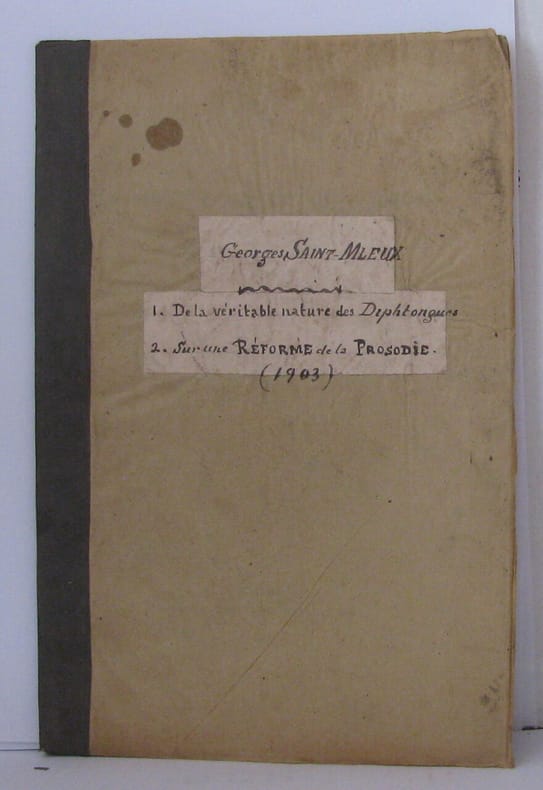 Georges SAINT-MLEUX
1. De la véritable nature des Diphtongues
2. Sur une RÉFORME de la PROSODIE.
(1903)